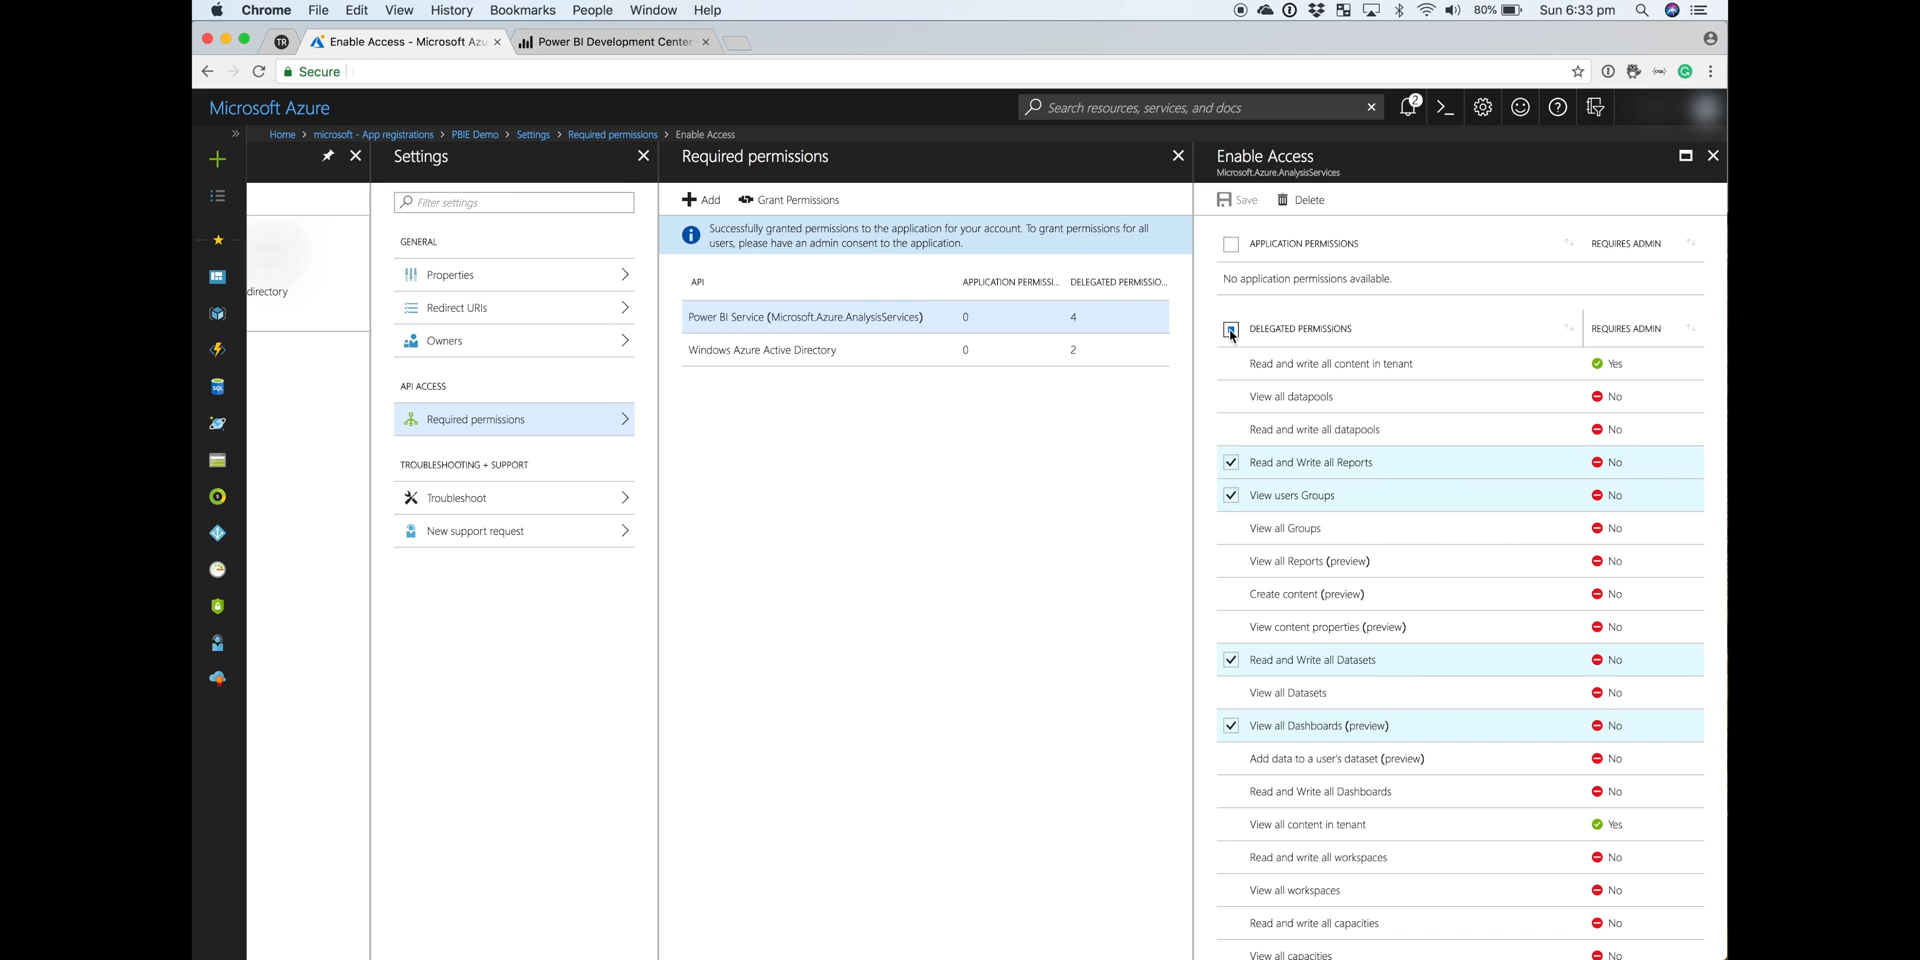 Chrome File Edit View History Bookmarks People Window Help 80% Sun 6:33 pm
TR Enable Access - Microsoft Azu Power BI Development Center
Secure
Microsoft Azure Search resources, services, and docs 2
Home > microsoft - App registrations > PBIE Demo > Settings > Required permissions > Enable Access
Settings
Filter settings
GENERAL
Properties
Redirect URIs
Owners
API ACCESS
Required permissions
TROUBLESHOOTING + SUPPORT
Troubleshoot
New support request
directory
SQL
Required permissions
Add Grant Permissions
Successfully granted permissions to the application for your account. To grant permissions for all
users, please have an admin consent to the application.
API APPLICATION PERMISSI... DELEGATED PERMISSIO...
Power BI Service (Microsoft.Azure.AnalysisServices) 0 4
Windows Azure Active Directory 0 2
Enable Access
Microsoft.Azure.AnalysisServices
Save Delete
APPLICATION PERMISSIONS REQUIRES ADMIN
No application permissions available.
DELEGATED PERMISSIONS REQUIRES ADMIN
Read and write all content in tenant Yes
View all datapools No
Read and write all datapools No
Read and Write all Reports No
View users Groups No
View all Groups No
View all Reports (preview) No
Create content (preview) No
View content properties (preview) No
Read and Write all Datasets No
View all Datasets No
View all Dashboards (preview) No
Add data to a user's dataset (preview) No
Read and Write all Dashboards No
View all content in tenant Yes
Read and write all workspaces No
View all workspaces No
Read and write all capacities No
View all capacities No